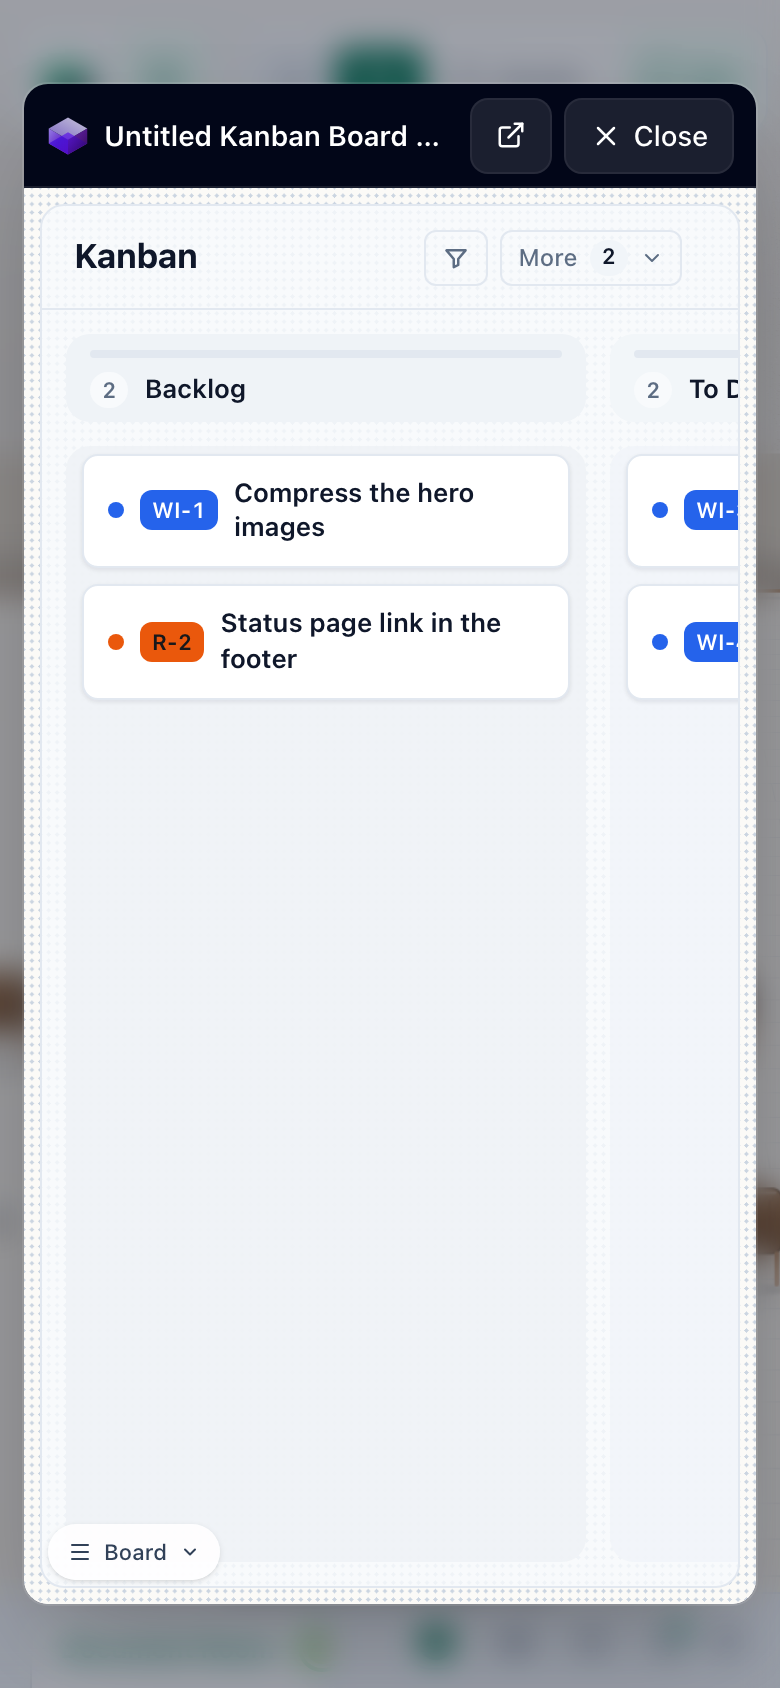 Untitled Kanban Board ...
Close
Kanban
More 2
2 Backlog
2 To D
WI-1 Compress the hero
images
R-2 Status page link in the
footer
WI-
WI-
Board